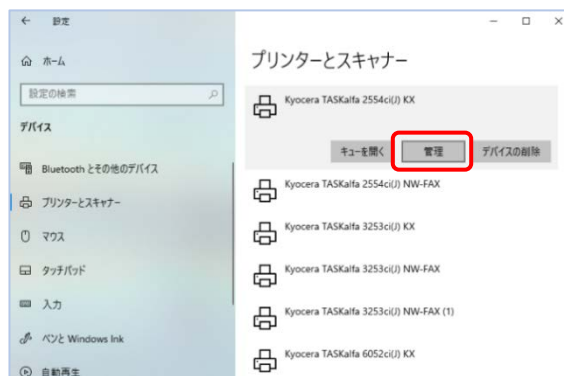 設定
ホーム
設定の検索
デバイス
Bluetooth とその他のデバイス
プリンターとスキャナー
マウス
タッチパッド
入力
ペンと Windows Ink
自動再生
プリンターとスキャナー
Kyocera TASKalfa 2554ci(J) KX
キューを開く 管理 デバイスの削除
Kyocera TASKalfa 2554ci(J) NW-FAX
Kyocera TASKalfa 3253ci(J) KX
Kyocera TASKalfa 3253ci(J) NW-FAX
Kyocera TASKalfa 3253ci(J) NW-FAX (1)
Kyocera TASKalfa 6052ci(J) KX